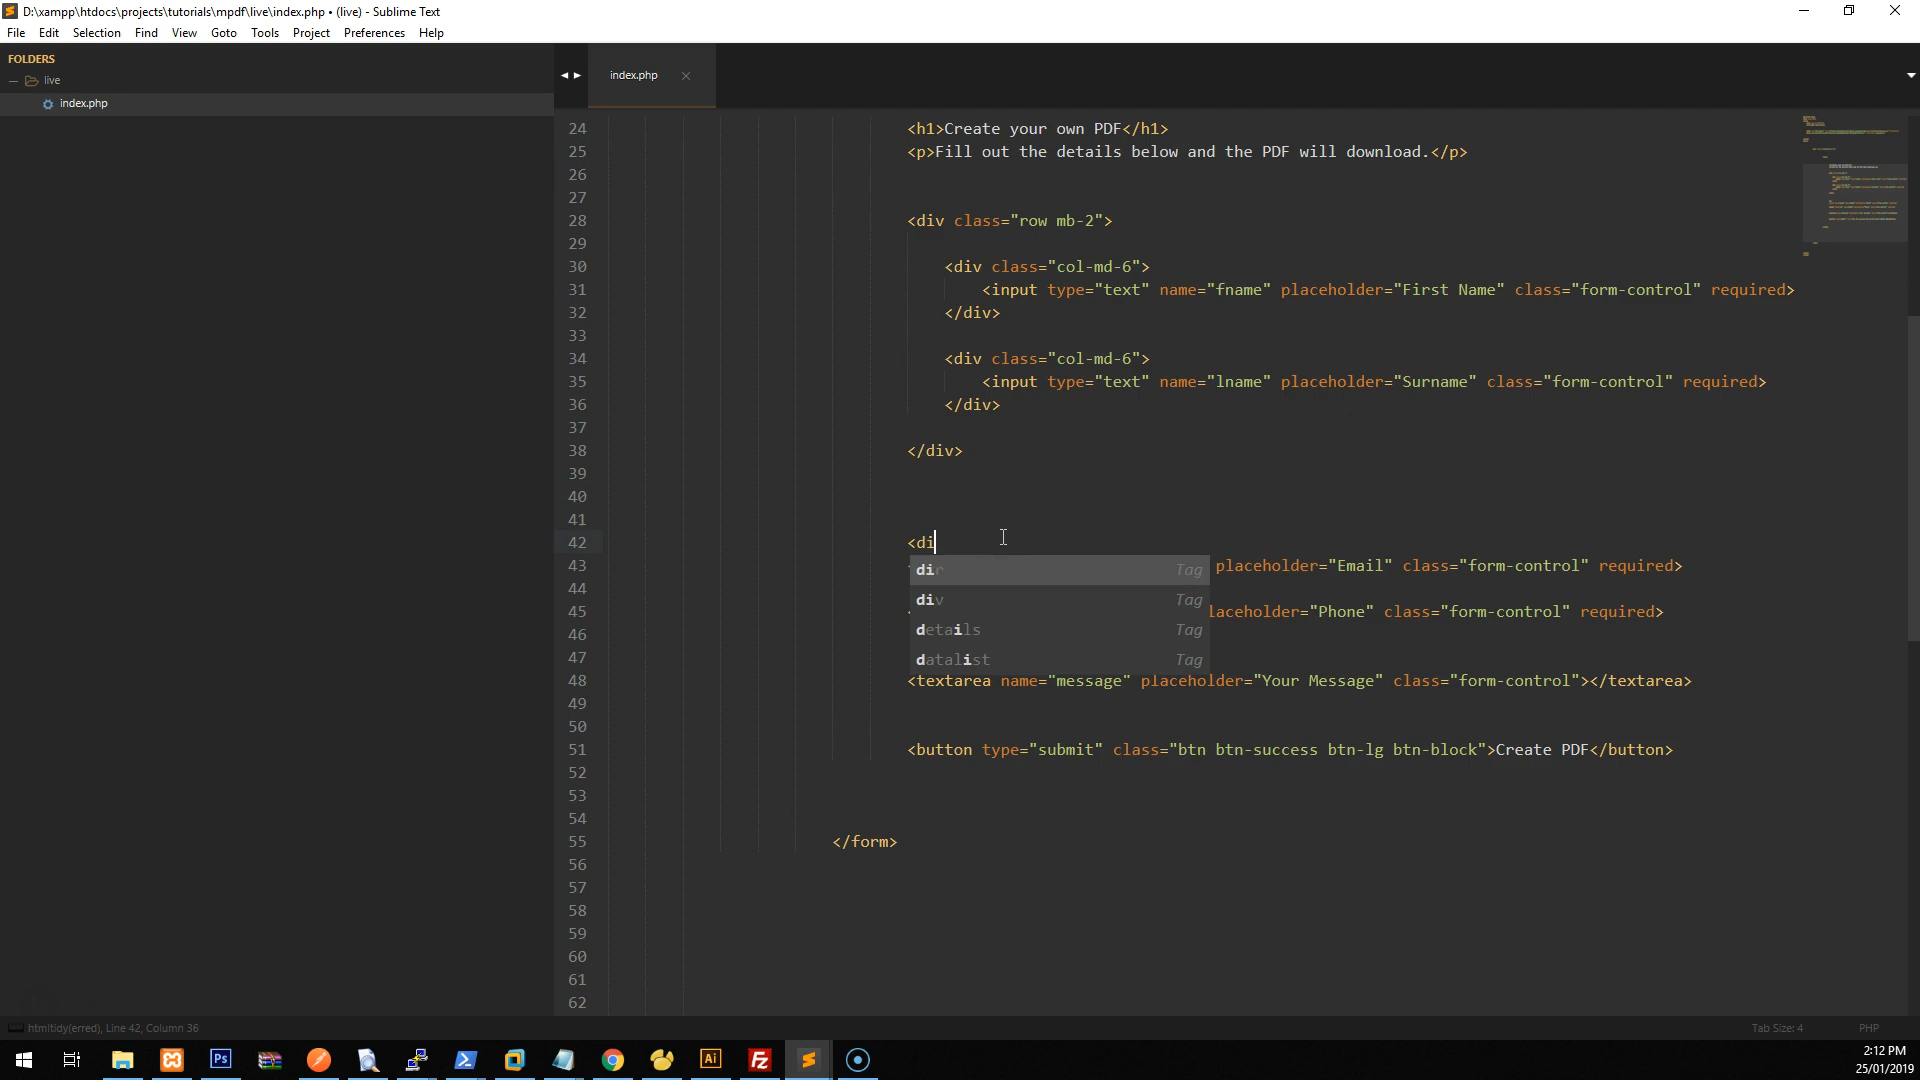 D:\xampp\htdocs\projects\tutorials\mpdf\live\index.php • (live) - Sublime Text
File Edit Selection Find View Goto Tools Project Preferences Help
FOLDERS
live
index.php
index.php
24 <h1>Create your own PDF</h1>
25 <p>Fill out the details below and the PDF will download.</p>
26
27
28 <div class="row mb-2">
29
30 <div class="col-md-6">
31 <input type="text" name="fname" placeholder="First Name" class="form-control" required>
32 </div>
33
34 <div class="col-md-6">
35 <input type="text" name="lname" placeholder="Surname" class="form-control" required>
36 </div>
37
38 </div>
39
40
41
42 <di
dir Tag
43 placeholder="Email" class="form-control" required>
44
div Tag
45 laceholder="Phone" class="form-control" required>
46
details Tag
47
datalist Tag
48 <textarea name="message" placeholder="Your Message" class="form-control"></textarea>
49
50
51 <button type="submit" class="btn btn-success btn-lg btn-block">Create PDF</button>
52
53
54
55 </form>
56
57
58
59
60
61
62
htmltidy(erred), Line 42, Column 36
Tab Size: 4 PHP
Ps Ai Fz
2:12 PM
25/01/2019